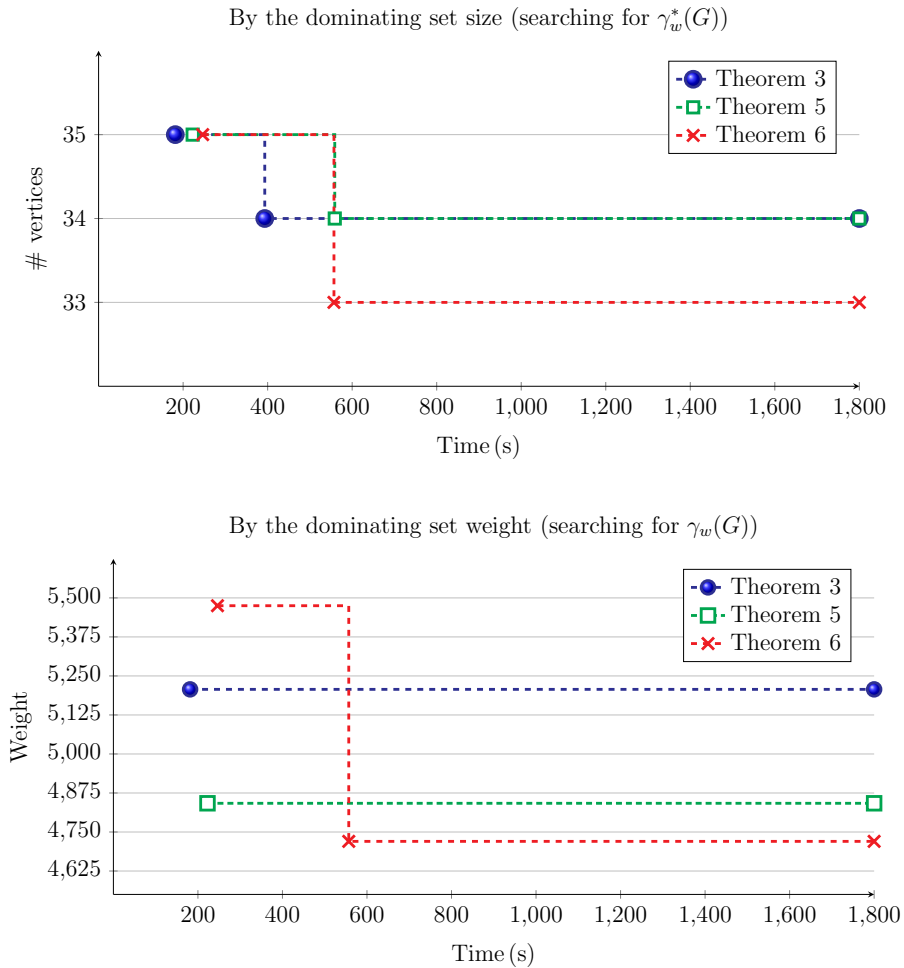 By the dominating set size (searching for γ*w(G))
Theorem 3
Theorem 5
Theorem 6
35
34
33
# vertices
200 400 600 800 1,000 1,200 1,400 1,600 1,800
Time (s)
By the dominating set weight (searching for γw(G))
Theorem 3
Theorem 5
Theorem 6
5,500
5,375
5,250
5,125
5,000
4,875
4,750
4,625
Weight
200 400 600 800 1,000 1,200 1,400 1,600 1,800
Time (s)